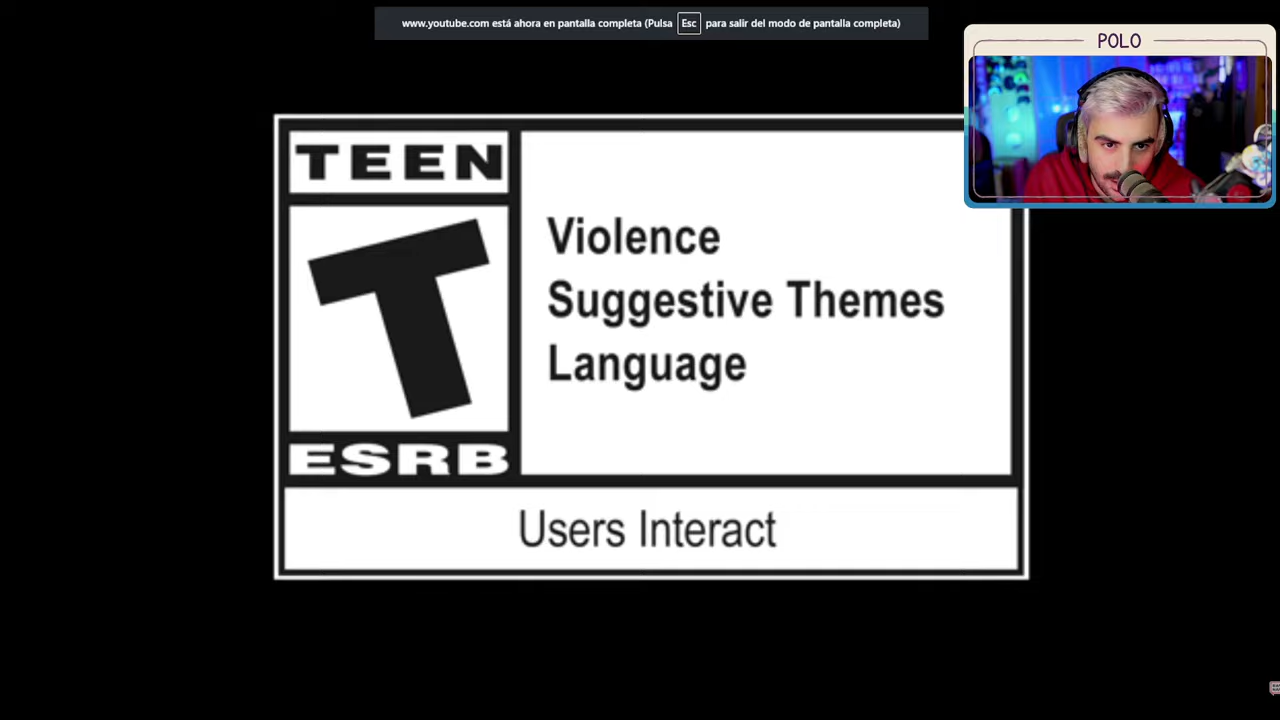 www.youtube.com está ahora en pantalla completa (Pulsa Esc para salir del modo de pantalla completa)
POLO
TEEN
T
ESRB
Violence
Suggestive Themes
Language
Users Interact